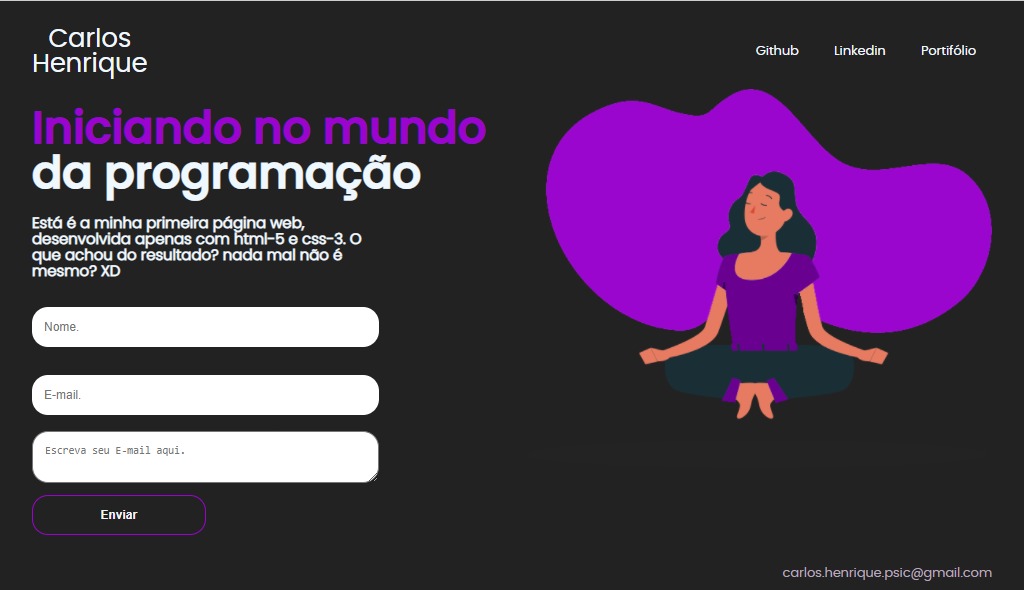 Carlos
Henrique
Github Linkedin Portifólio
Iniciando no mundo
da programação
Está é a minha primeira página web,
desenvolvida apenas com html-5 e css-3. O
que achou do resultado? nada mal não é
mesmo? XD
Nome.
E-mail.
Escreva seu E-mail aqui.
Enviar
carlos.henrique.psic@gmail.com